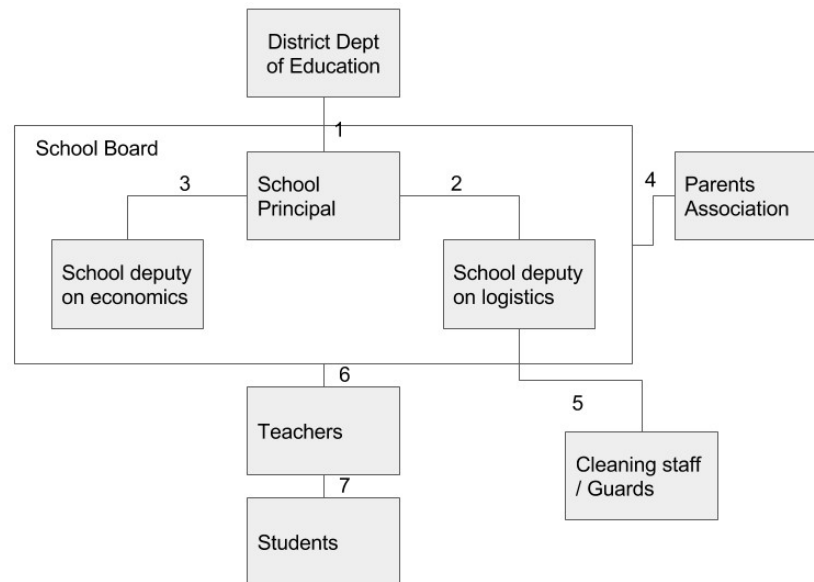 District Dept
of Education
1
School Board
School
Principal
3
2
4
Parents
Association
School deputy
on economics
School deputy
on logistics
6
Teachers
5
Cleaning staff
/ Guards
7
Students